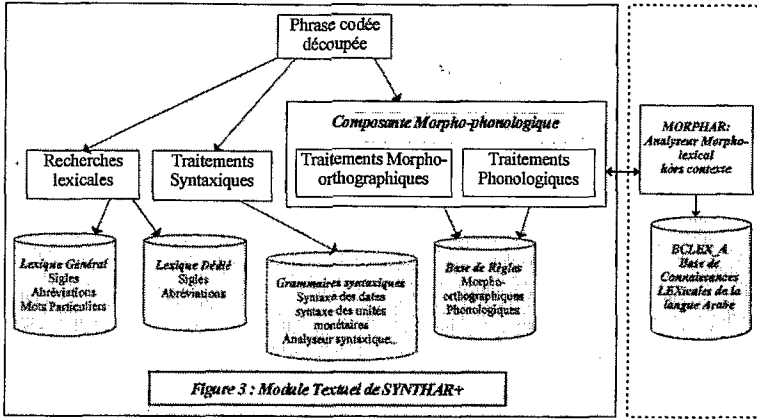 Phrase codée
découpée
Composante Morpho-phonologique
Recherches
lexicales
Traitements
Syntaxiques
Traitements Morpho-
orthographiques
Traitements
Phonologiques
MORPHAR:
Analyseur Morpho-
lexical
hors contexte
Lexique Général
Sigles
Abréviations
Mots Particuliers
Lexique Dédié
Sigles
Abréviations
Grammaires syntaxiques
Syntaxe des dates
syntaxe des unités
monétaires
Analyseur syntaxique..
Base de Règles
Morpho-
orthographiques
Phonologiques
BCLEX_A
Base de
Connaissances
LEXicales de la
langue Arabe
Figure 3 : Module Textuel de SYNTHAR+